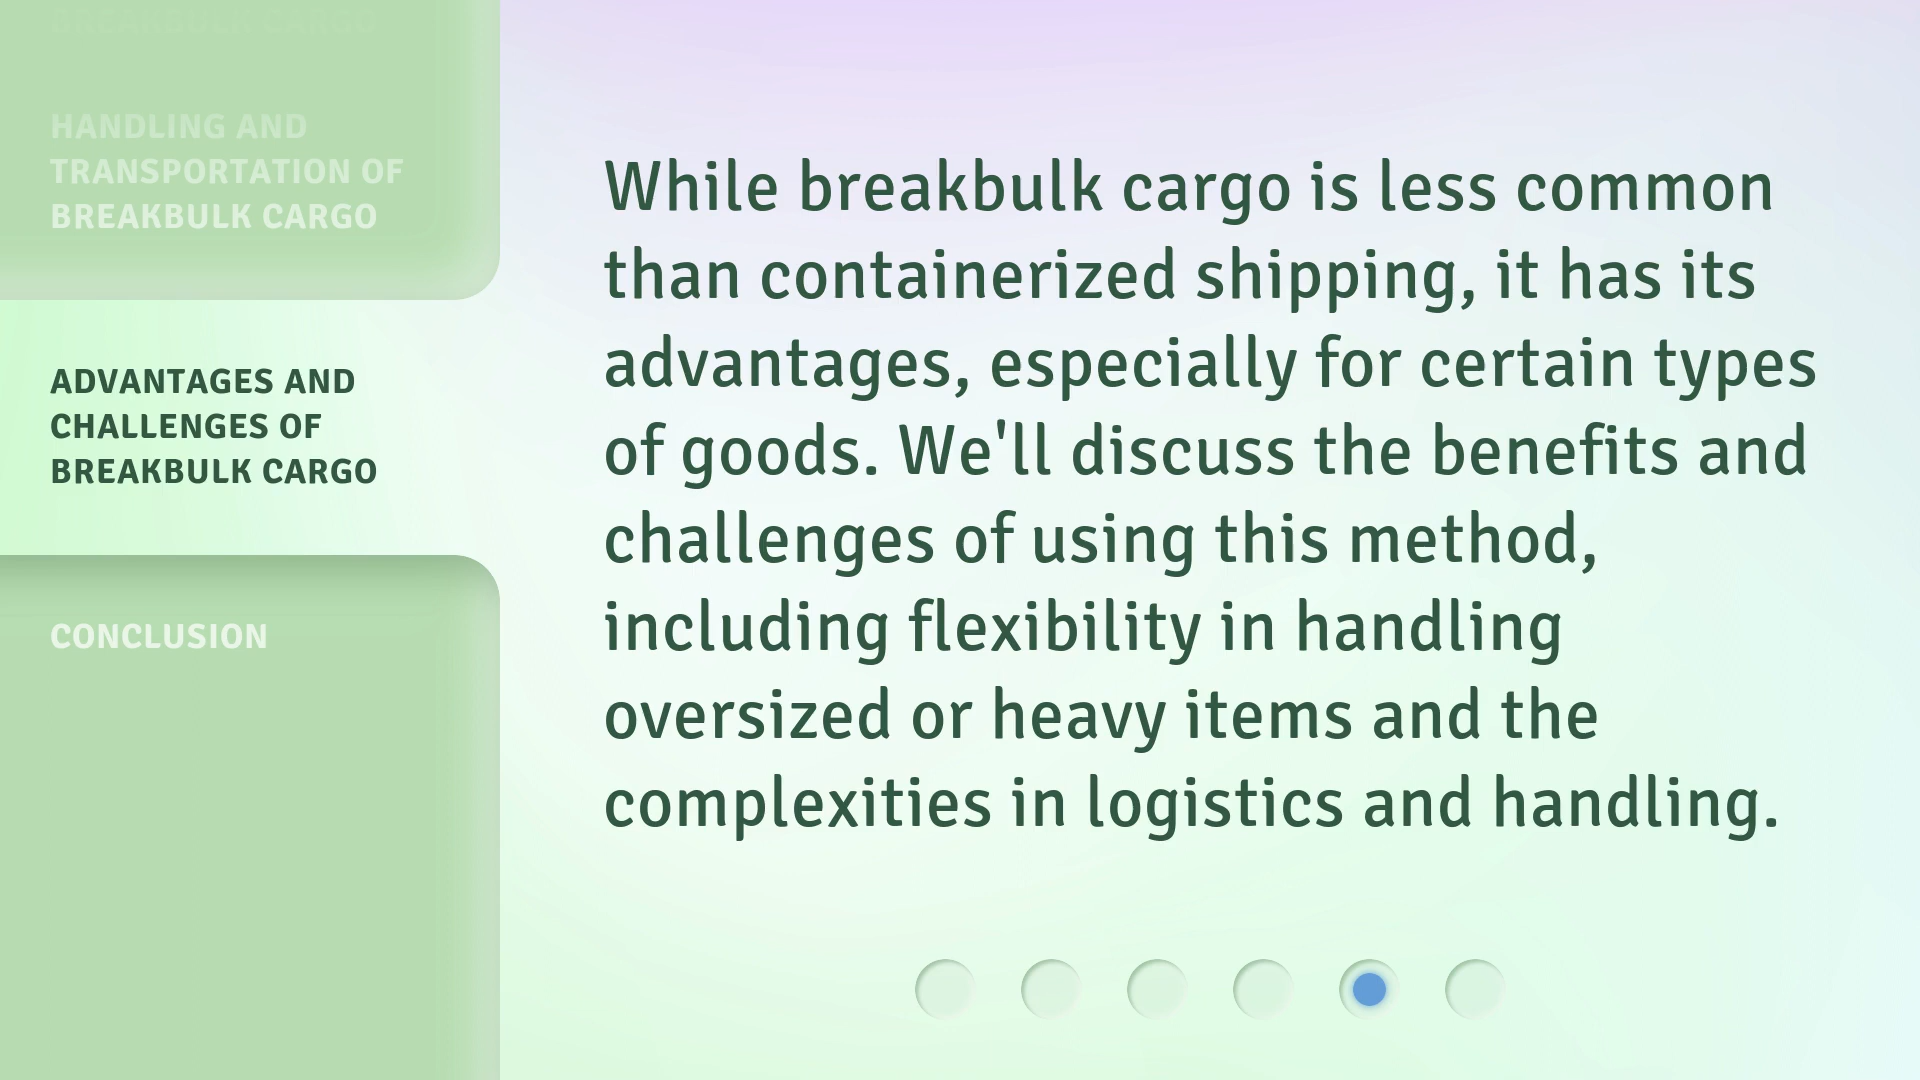 BREAKBULK CARGO
HANDLING AND
TRANSPORTATION OF
BREAKBULK CARGO
ADVANTAGES AND
CHALLENGES OF
BREAKBULK CARGO
CONCLUSION
While breakbulk cargo is less common
than containerized shipping, it has its
advantages, especially for certain types
of goods. We'll discuss the benefits and
challenges of using this method,
including flexibility in handling
oversized or heavy items and the
complexities in logistics and handling.